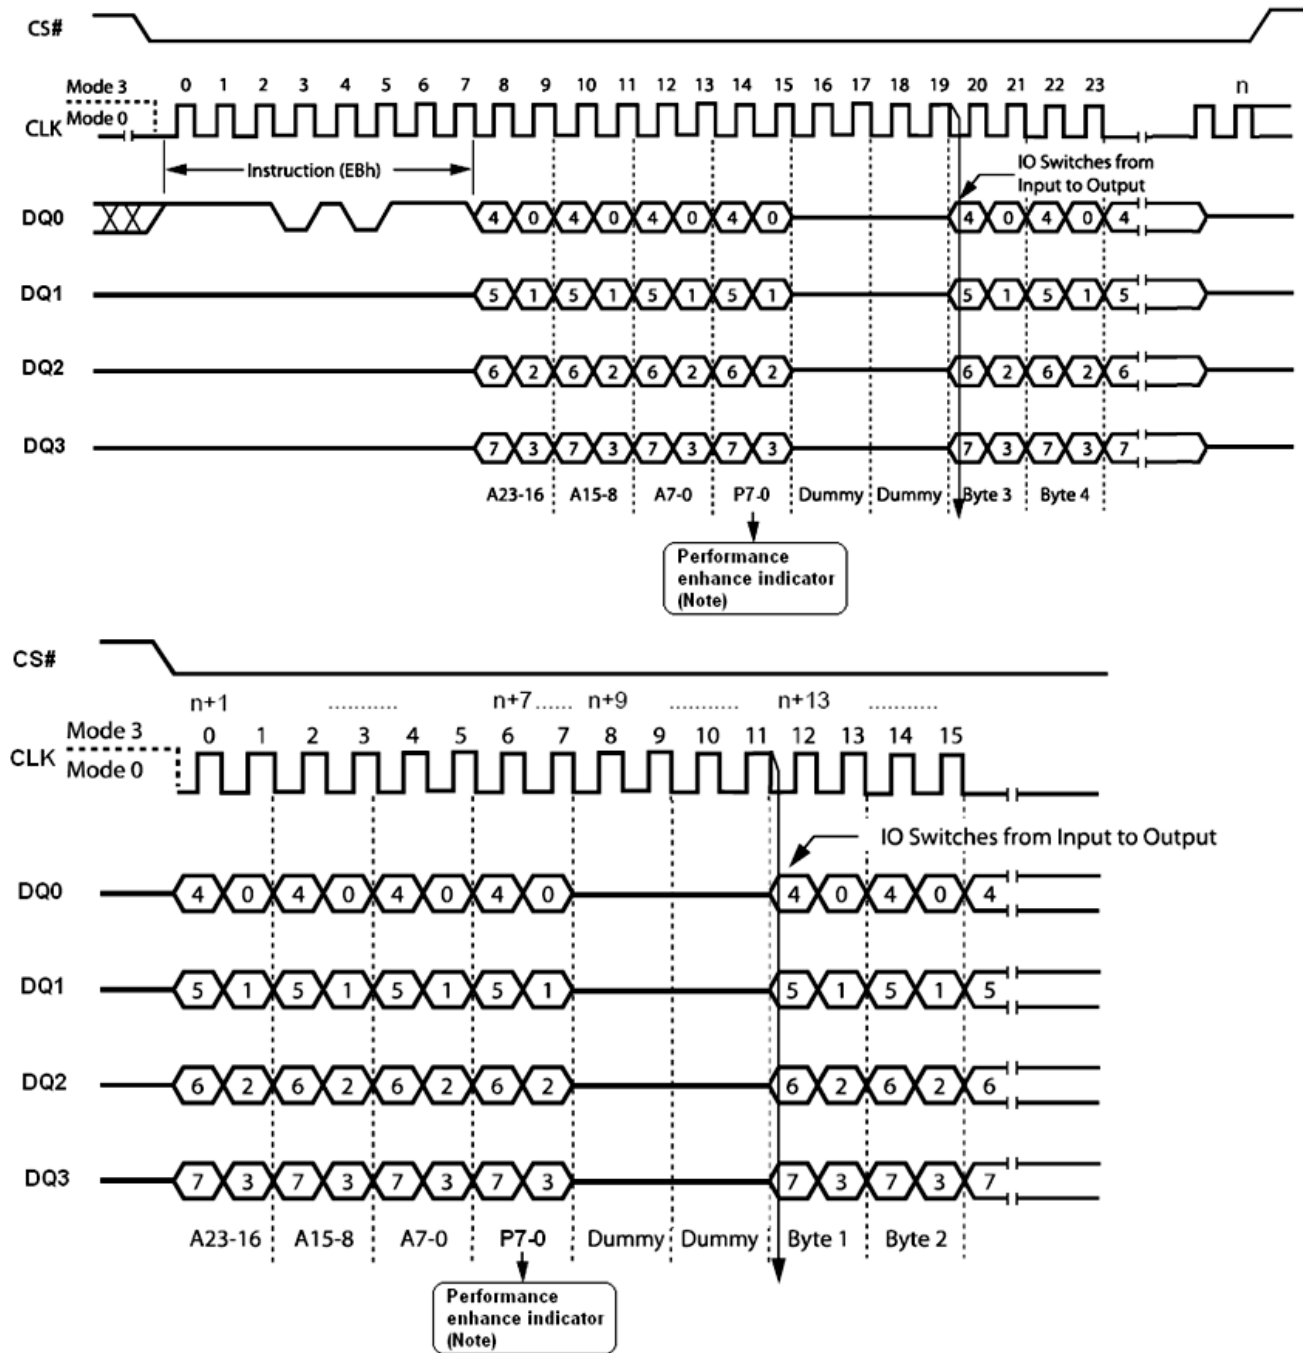 CS#
0 1 2 3 4 5 6 7 8 9 10 11 12 13 14 15 16 17 18 19 20 21 22 23 n
Mode 3
Mode 0
CLK
Instruction (EBh)
IO Switches from
Input to Output
DQ0 4 0 4 0 4 0 4 0 4 0 4 0 4
DQ1 5 1 5 1 5 1 5 1 5 1 5 1 5
DQ2 6 2 6 2 6 2 6 2 6 2 6 2 6
DQ3 7 3 7 3 7 3 7 3 7 3 7 3 7
A23-16 A15-8 A7-0 P7-0 Dummy Dummy Byte 3 Byte 4
Performance
enhance indicator
(Note)
CS#
n+1 ........... n+7 ...... n+9 ........... n+13 ...........
0 1 2 3 4 5 6 7 8 9 10 11 12 13 14 15
Mode 3
CLK
Mode 0
IO Switches from Input to Output
DQ0 4 0 4 0 4 0 4 0 4 0 4 0 4
DQ1 5 1 5 1 5 1 5 1 5 1 5 1 5
DQ2 6 2 6 2 6 2 6 2 6 2 6 2 6
DQ3 7 3 7 3 7 3 7 3 7 3 7 3 7
A23-16 A15-8 A7-0 P7-0 Dummy Dummy Byte 1 Byte 2
Performance
enhance indicator
(Note)